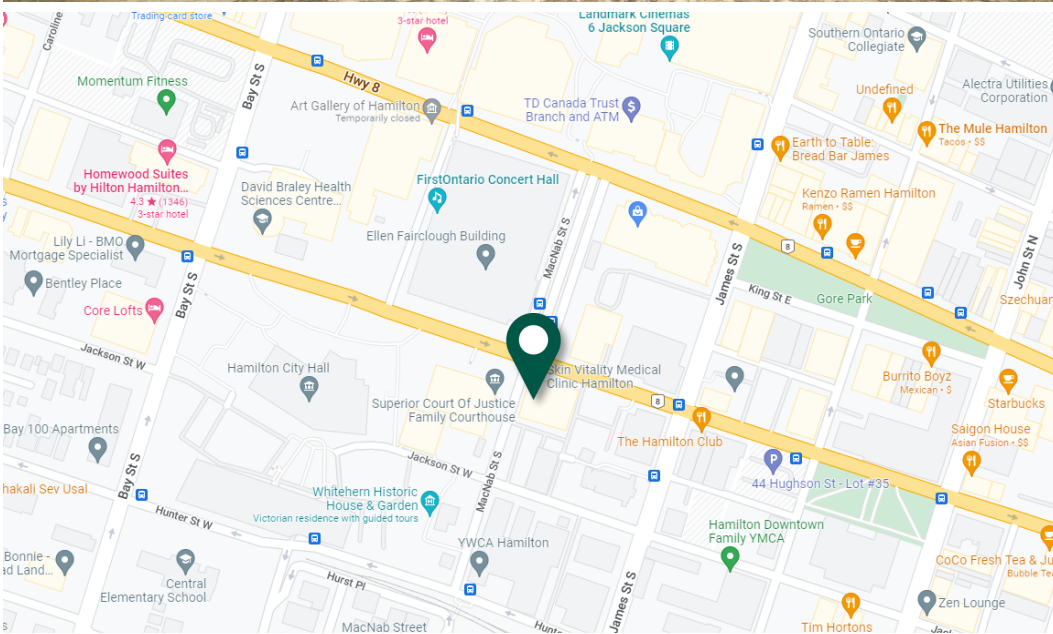 Trading-card store
3-star hotel
Landmark Cinemas
6 Jackson Square
Southern Ontario
Collegiate
Caroline
Bay St S
Hwy 8
Momentum Fitness
Art Gallery of Hamilton
Temporarily closed
TD Canada Trust
Branch and ATM
Undefined
Alectra Utilities
Corporation
The Mule Hamilton
Tacos • $$
Earth to Table:
Bread Bar James
Homewood Suites
by Hilton Hamilton...
4.3 ★ (1346)
3-star hotel
David Braley Health
Sciences Centre...
FirstOntario Concert Hall
Kenzo Ramen Hamilton
Ramen • $$
Lily Li - BMO
Mortgage Specialist
Ellen Fairclough Building
MacNab St S
James St S
8
John St N
Bentley Place
Bay St S
King St E
Gore Park
Szechuan
Core Lofts
Jackson St W
Hamilton City Hall
Skin Vitality Medical
Clinic Hamilton
Superior Court Of Justice
Family Courthouse
8
Burrito Boyz
Mexican • $
Starbucks
The Hamilton Club
Saigon House
Asian Fusion • $$
Bay 100 Apartments
Bay St S
Jackson St W
MacNab St S
P
44 Hughson St - Lot #35
hakali Sev Usal
Hunter St W
Whitehern Historic
House & Garden
Victorian residence with guided tours
Hamilton Downtown
Family YMCA
YWCA Hamilton
Bonnie -
ad Land...
Central
Elementary School
Hurst Pl
James St S
CoCo Fresh Tea & Ju
Bubble Tea
Zen Lounge
MacNab Street
Hunte
Tim Hortons
Jac